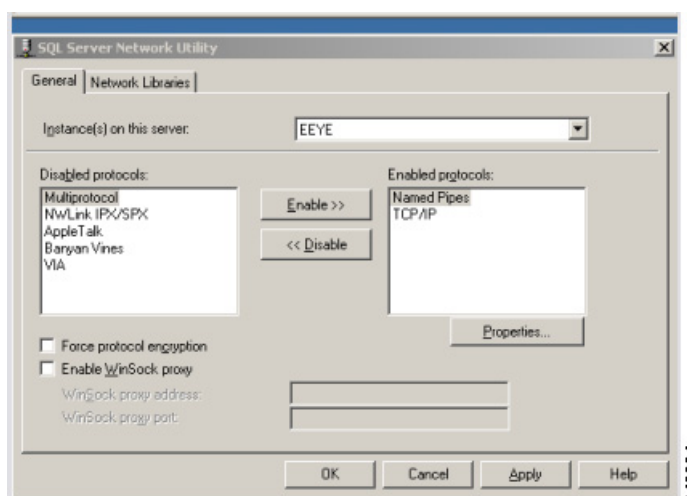 SQL Server Network Utility
General
Network Libraries
Instance(s) on this server:
EEYE
Disabled protocols:
Multiprotocol
NWLink IPX/SPX
AppleTalk
Banyan Vines
VIA
Enable >>
<< Disable
Enabled protocols:
Named Pipes
TCP/IP
Properties...
Force protocol encryption
Enable WinSock proxy
WinSock proxy address:
WinSock proxy port:
OK
Cancel
Apply
Help